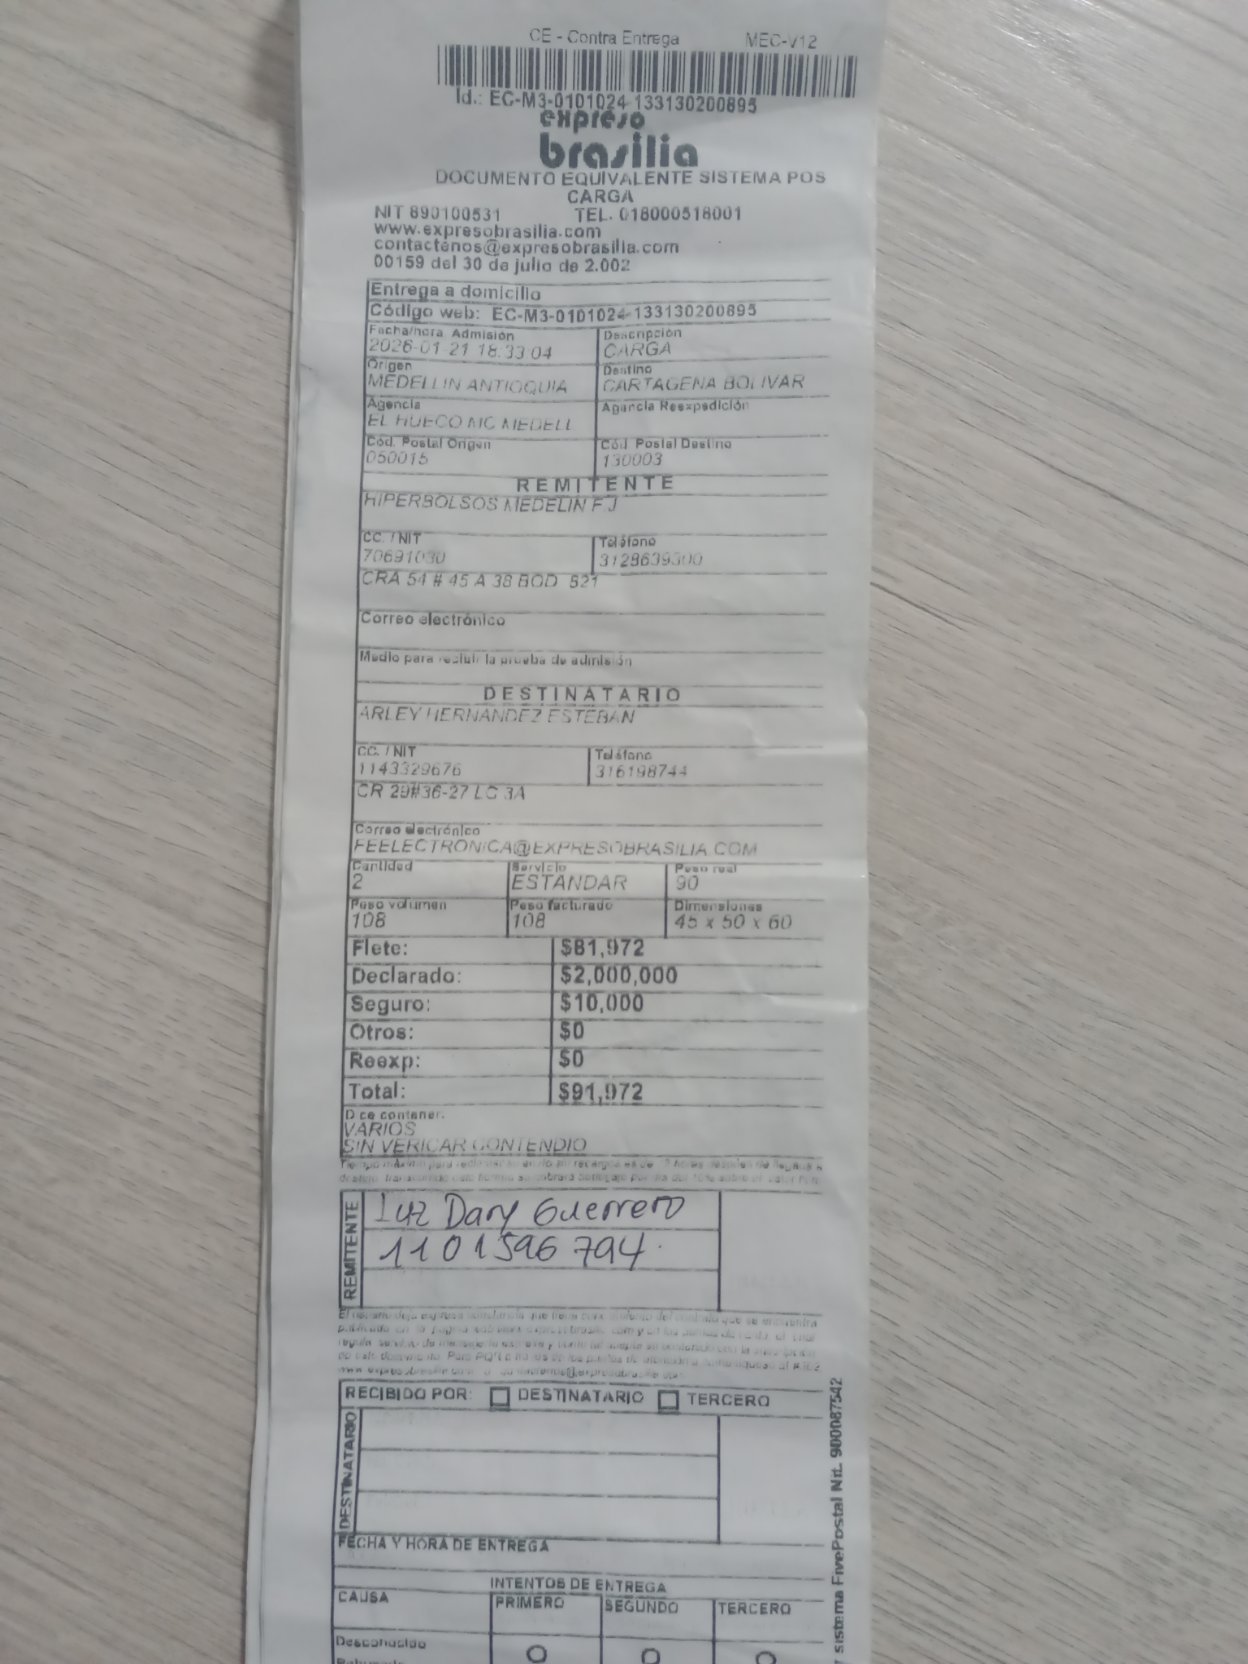 CE - Contra Entrega MEC-V12
Id.: EC-M3-0101024-133130200895
expreso
brasilia
DOCUMENTO EQUIVALENTE SISTEMA POS
CARGA
NIT 890100531 TEL. 018000518001
www.expresobrasilia.com
contactenos@expresobrasilia.com
00159 del 30 de julio de 2.002
Entrega a domicilio
Código web: EC-M3-0101024-133130200895
Fecha/hora Admisión Descripción
2026-01-21 18:33:04 CARGA
Origen Destino
MEDELLIN ANTIOQUIA CARTAGENA BOLIVAR
Agencia Agencia Reexpedición
EL HUECO MC MEDELL
Cód. Postal Origen Cód. Postal Destino
050015 130003
REMITENTE
HIPERBOLSOS MEDELIN F J
CC. / NIT Teléfono
70691030 3128639300
CRA 54 # 45 A 38 BOD 521
Correo electrónico
Medio para recibir la prueba de admisión
DESTINATARIO
ARLEY HERNANDEZ ESTEBAN
CC. / NIT Teléfono
1143329676 316198744
CR 29#36-27 LC 3A
Correo electrónico
FEELECTRONICA@EXPRESOBRASILIA.COM
Cantidad Servicio Peso real
2 ESTANDAR 90
Peso volumen Peso facturado Dimensiones
108 108 45 x 50 x 60
Flete: $81,972
Declarado: $2,000,000
Seguro: $10,000
Otros: $0
Reexp: $0
Total: $91,972
Dice contener:
VARIOS
SIN VERICAR CONTENDIO
REMITENTE
Luz Dary Guerrero
1101596794.
RECIBIDO POR: DESTINATARIO TERCERO
DESTINATARIO
FECHA Y HORA DE ENTREGA
INTENTOS DE ENTREGA
CAUSA PRIMERO SEGUNDO TERCERO
Desconocido
sistema FivePostal Nit. 900087542